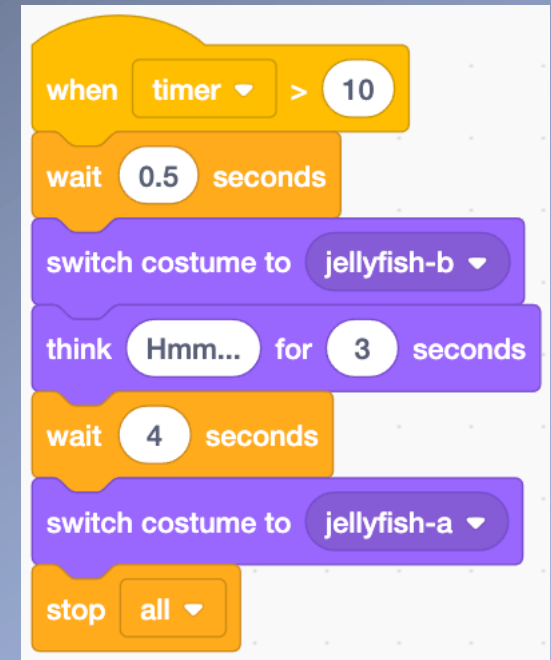 when timer > 10
wait 0.5 seconds
switch costume to jellyfish-b
think Hmm... for 3 seconds
wait 4 seconds
switch costume to jellyfish-a
stop all